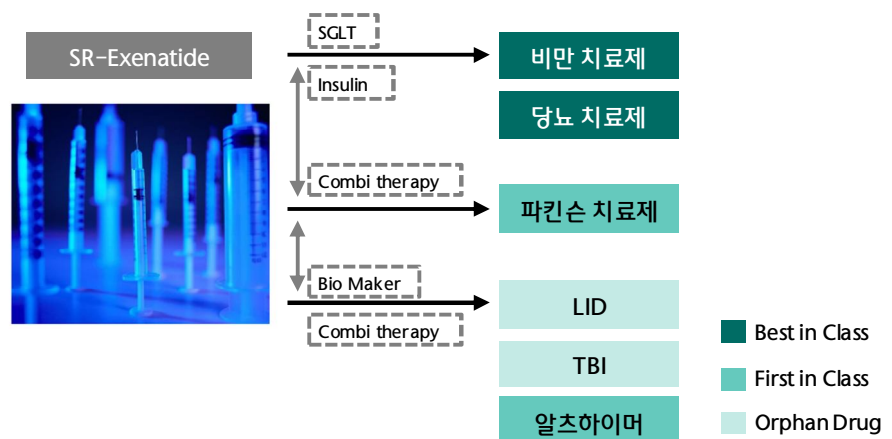 SR-Exenatide
SGLT
Insulin
비만 치료제
당뇨 치료제
Combi therapy
파킨슨 치료제
Bio Maker
Combi therapy
LID
TBI
알츠하이머
Best in Class
First in Class
Orphan Drug